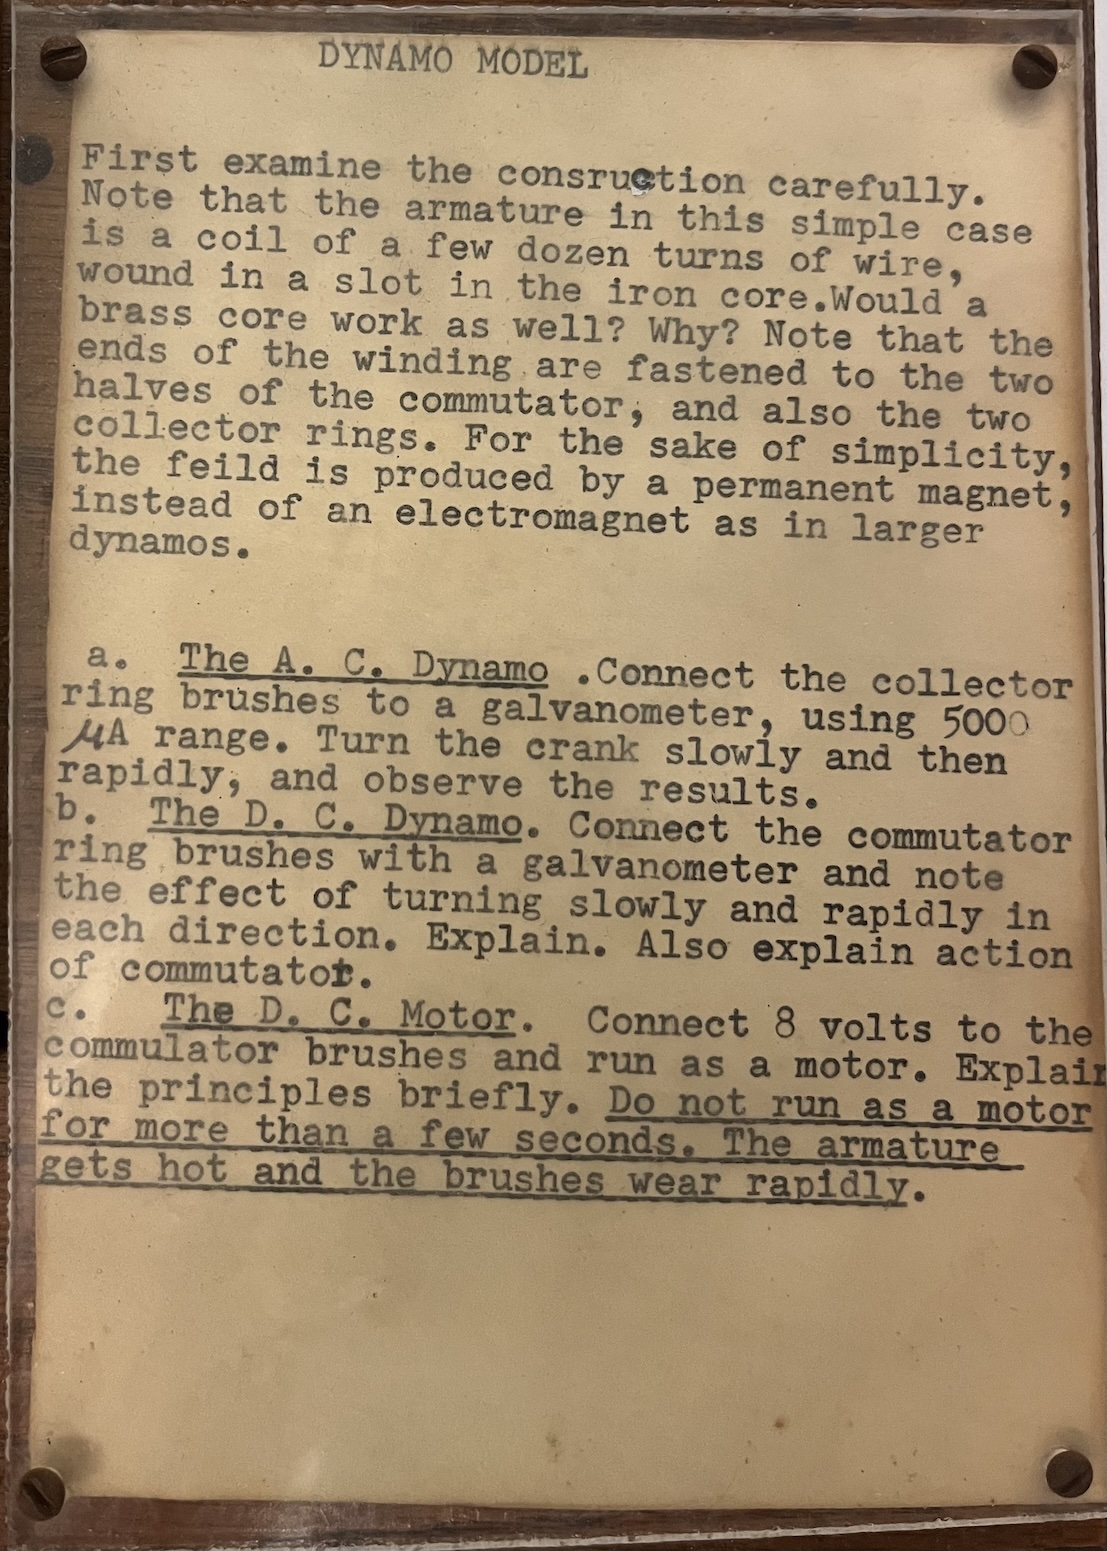 DYNAMO MODEL
First examine the consruction carefully.
Note that the armature in this simple case
is a coil of a few dozen turns of wire,
wound in a slot in the iron core.Would a
brass core work as well? Why? Note that the
ends of the winding are fastened to the two
halves of the commutator, and also the two
collector rings. For the sake of simplicity,
the feild is produced by a permanent magnet,
instead of an electromagnet as in larger
dynamos.
a. The A. C. Dynamo .Connect the collector
ring brushes to a galvanometer, using 5000
μA range. Turn the crank slowly and then
rapidly, and observe the results.
b. The D. C. Dynamo. Connect the commutator
ring brushes with a galvanometer and note
the effect of turning slowly and rapidly in
each direction. Explain. Also explain action
of commutator.
c. The D. C. Motor. Connect 8 volts to the
commulator brushes and run as a motor. Explain
the principles briefly. Do not run as a motor
for more than a few seconds. The armature
gets hot and the brushes wear rapidly.